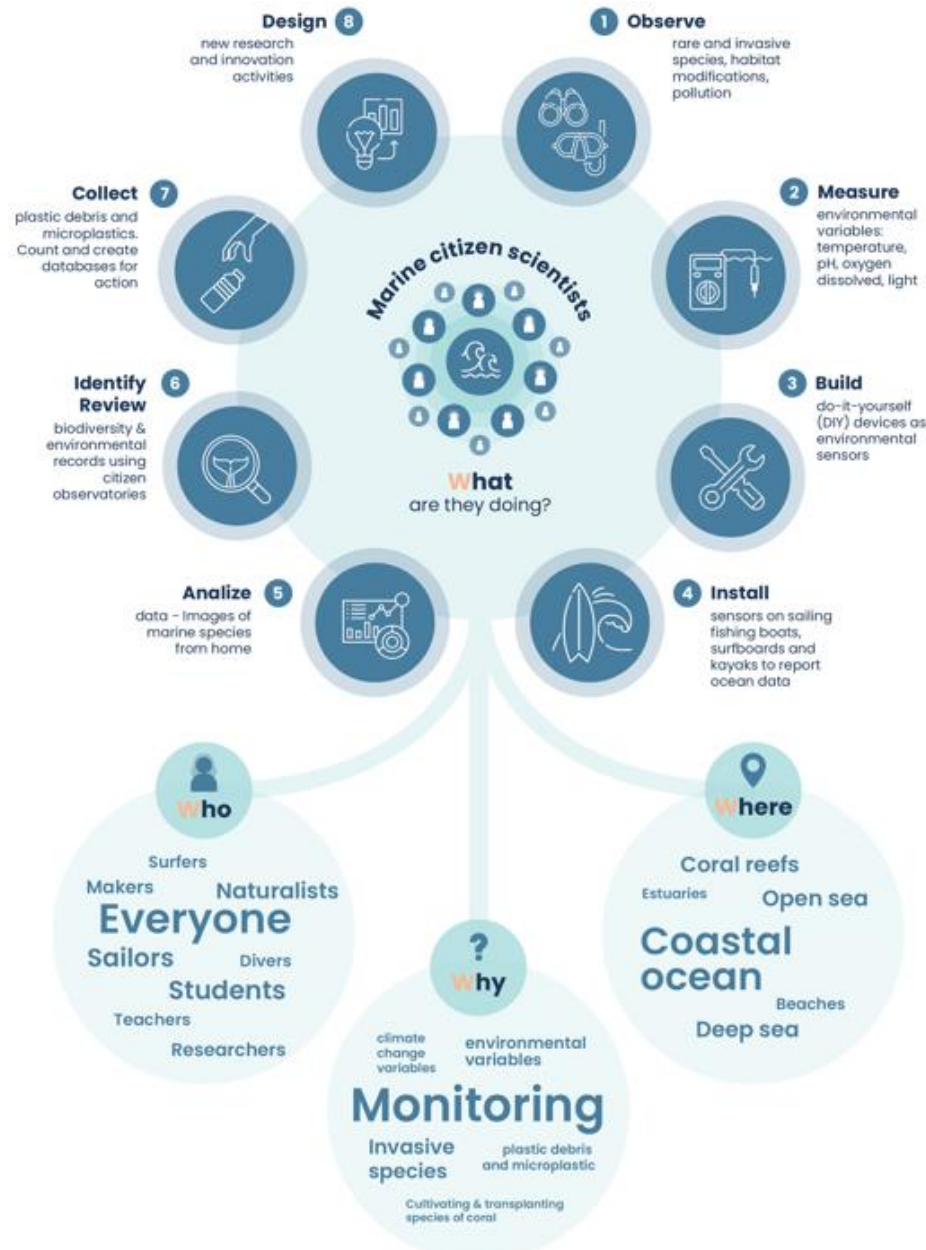 Design 8
new research
and innovation
activities
1 Observe
rare and invasive
species, habitat
modifications,
pollution
Collect 7
plastic debris and
microplastics.
Count and create
databases for
action
2 Measure
environmental
variables:
temperature,
pH, oxygen
dissolved, light
Marine citizen scientists
What
are they doing?
Identify 6
Review
biodiversity &
environmental
records using
citizen
observatories
3 Build
do-it-yourself
(DIY) devices as
environmental
sensors
Analize 5
data - Images of
marine species
from home
4 Install
sensors on sailing
fishing boats,
surfboards and
kayaks to report
ocean data
Who
Surfers
Makers
Naturalists
Everyone
Sailors
Divers
Students
Teachers
Researchers
Why
climate
change
variables
environmental
variables
Monitoring
Invasive
species
plastic debris
and microplastic
Cultivating & transplanting
species of coral
Where
Coral reefs
Estuaries
Open sea
Coastal
ocean
Beaches
Deep sea